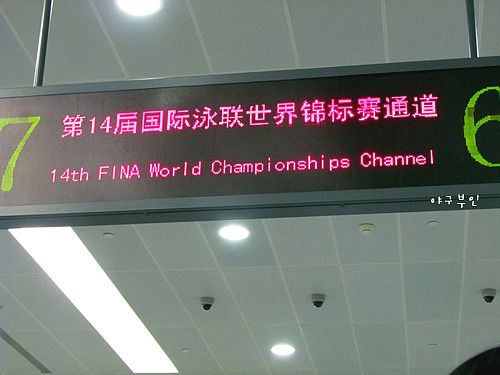 第14届国际泳联世界锦标赛通道
7
6
14th FINA World Championships Channel
야구부인